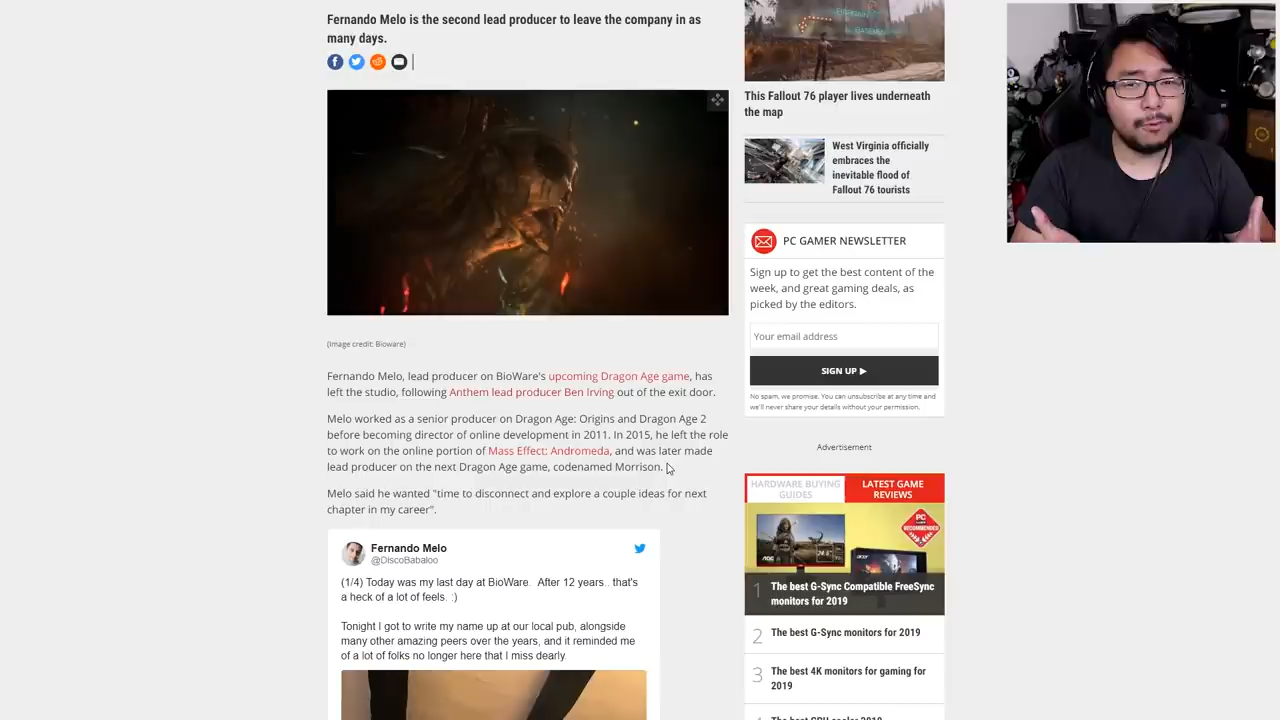 Fernando Melo is the second lead producer to leave the company in as
many days.
(Image credit: Bioware)
Fernando Melo, lead producer on BioWare's upcoming Dragon Age game, has
left the studio, following Anthem lead producer Ben Irving out of the exit door.
Melo worked as a senior producer on Dragon Age: Origins and Dragon Age 2
before becoming director of online development in 2011. In 2015, he left the role
to work on the online portion of Mass Effect: Andromeda, and was later made
lead producer on the next Dragon Age game, codenamed Morrison.
Melo said he wanted "time to disconnect and explore a couple ideas for next
chapter in my career".
Fernando Melo
@DiscoBabaloo
(1/4) Today was my last day at BioWare. After 12 years.. that's
a heck of a lot of feels. :)
Tonight I got to write my name up at our local pub, alongside
many other amazing peers over the years, and it reminded me
of a lot of folks no longer here that I miss dearly.
This Fallout 76 player lives underneath
the map
West Virginia officially
embraces the
inevitable flood of
Fallout 76 tourists
PC GAMER NEWSLETTER
Sign up to get the best content of the
week, and great gaming deals, as
picked by the editors.
Your email address
SIGN UP ▶
No spam, we promise. You can unsubscribe at any time and
we'll never share your details without your permission.
Advertisement
HARDWARE BUYING
GUIDES
LATEST GAME
REVIEWS
PC
GAMER
RECOMMENDED
1 The best G-Sync Compatible FreeSync
monitors for 2019
2 The best G-Sync monitors for 2019
3 The best 4K monitors for gaming for
2019